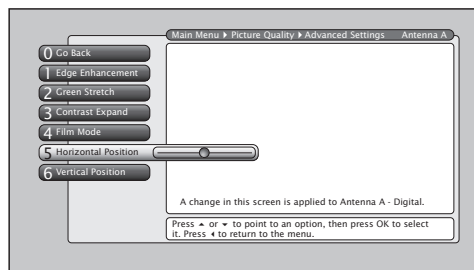 Main Menu ▶ Picture Quality ▶ Advanced Settings Antenna A
0 Go Back
1 Edge Enhancement
2 Green Stretch
3 Contrast Expand
4 Film Mode
5 Horizontal Position
6 Vertical Position
A change in this screen is applied to Antenna A - Digital.
Press ▲ or ▼ to point to an option, then press OK to select
it. Press ◀ to return to the menu.